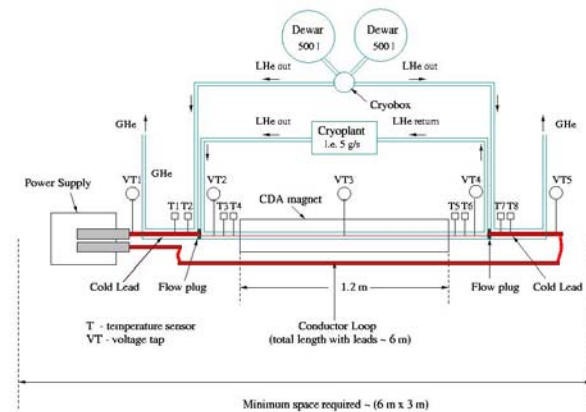 Dewar
500 l
Dewar
500 l
LHe out
LHe out
Cryobox
LHe out
Cryoplant
i.e. 5 g/s
LHe return
GHe
GHe
GHe
Power Supply
VT1
T1 T2
VT2
T3 T4
VT3
CDA magnet
VT4
T5 T6
T7 T8
VT5
Cold Lead
Flow plug
1.2 m
Flow plug
Cold Lead
T - temperature sensor
VT - voltage tap
Conductor Loop
(total length with leads ~ 6 m)
Minimum space required ~ (6 m x 3 m)